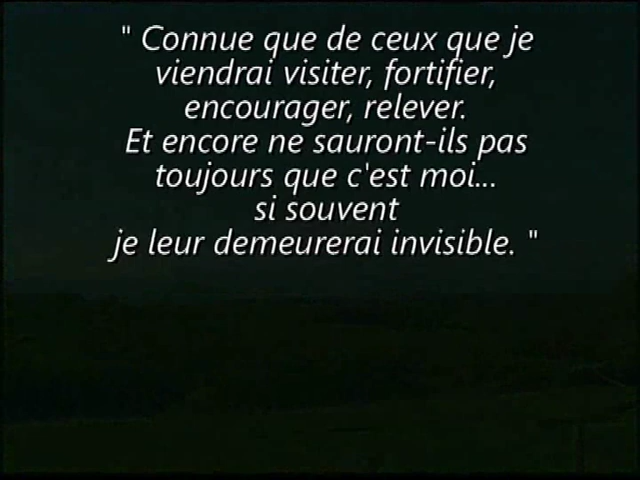 " Connue que de ceux que je
viendrai visiter, fortifier,
encourager, relever.
Et encore ne sauront-ils pas
toujours que c'est moi...
si souvent
je leur demeurerai invisible. "